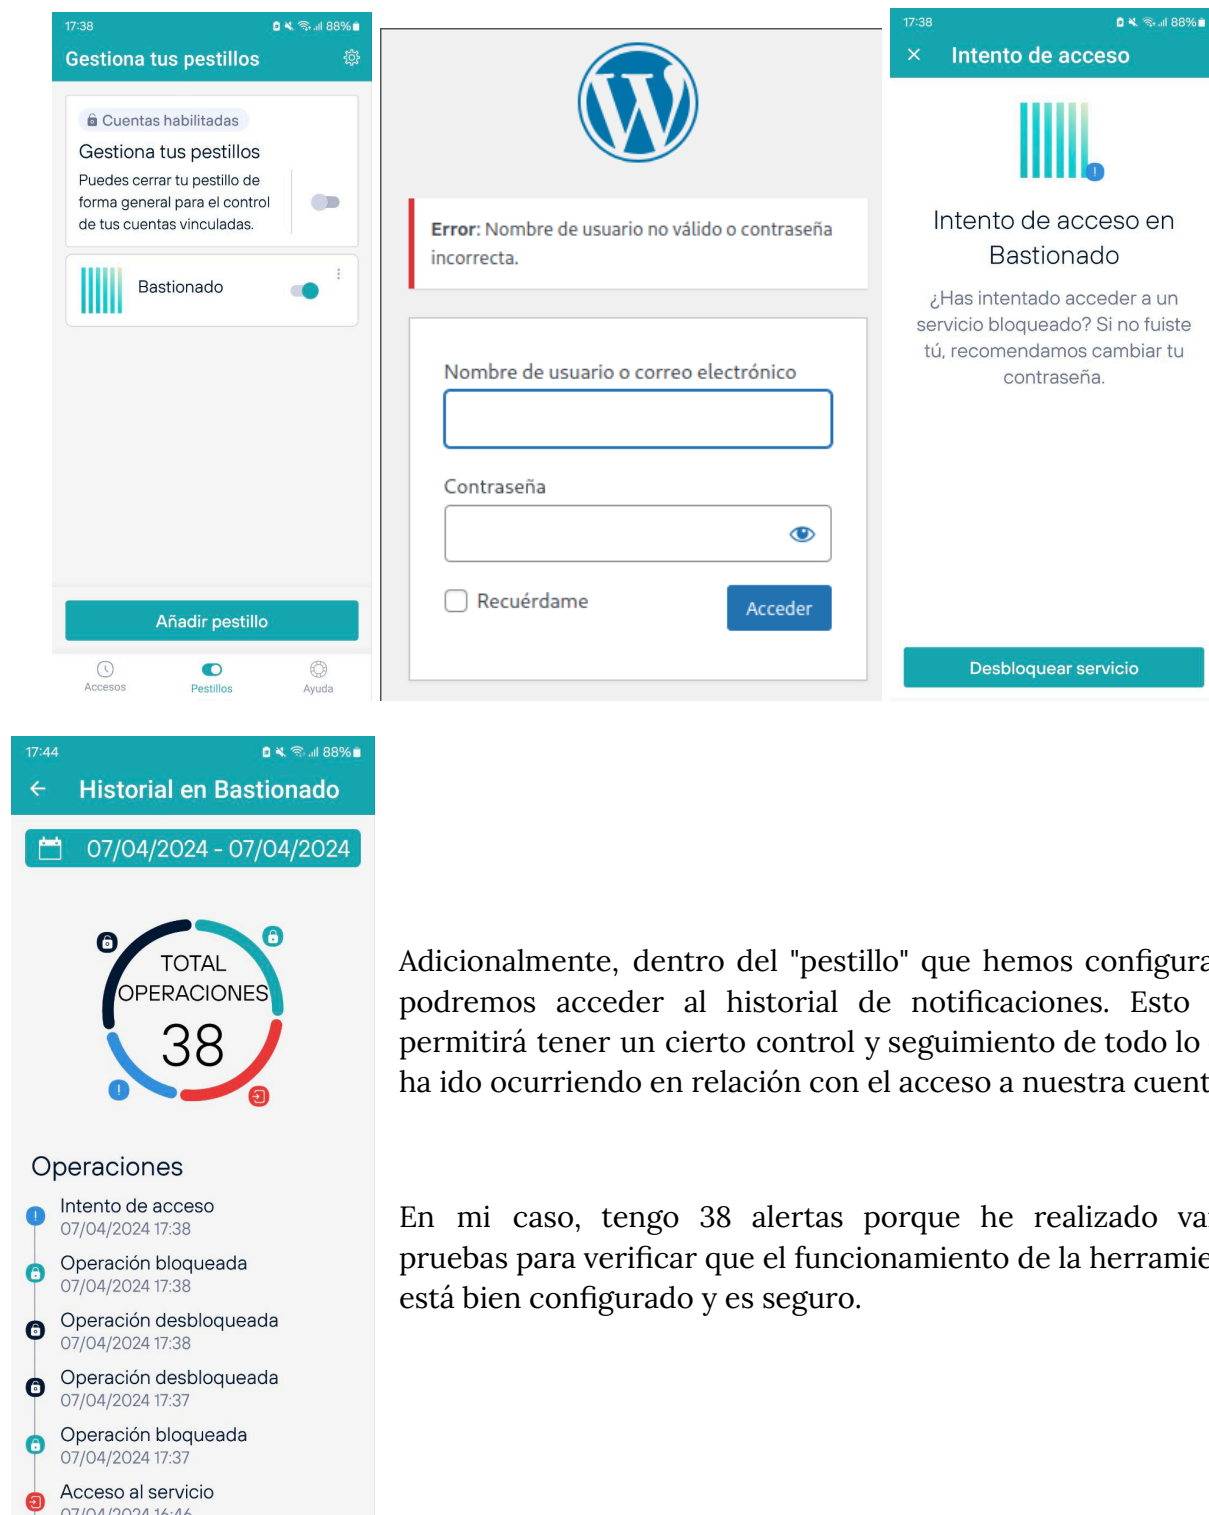 17:38
88%
Gestiona tus pestillos
Cuentas habilitadas
Gestiona tus pestillos
Puedes cerrar tu pestillo de
forma general para el control
de tus cuentas vinculadas.
Bastionado
Añadir pestillo
Accesos
Pestillos
Ayuda
Error: Nombre de usuario no válido o contraseña
incorrecta.
Nombre de usuario o correo electrónico
Contraseña
Recuérdame
Acceder
17:38
88%
Intento de acceso
Intento de acceso en
Bastionado
¿Has intentado acceder a un
servicio bloqueado? Si no fuiste
tú, recomendamos cambiar tu
contraseña.
Desbloquear servicio
17:44
88%
Historial en Bastionado
07/04/2024 - 07/04/2024
TOTAL
OPERACIONES
38
Operaciones
Intento de acceso
07/04/2024 17:38
Operación bloqueada
07/04/2024 17:38
Operación desbloqueada
07/04/2024 17:38
Operación desbloqueada
07/04/2024 17:37
Operación bloqueada
07/04/2024 17:37
Acceso al servicio
07/04/2024 16:46
Adicionalmente, dentro del "pestillo" que hemos
podremos acceder al historial de notificaciones. Esto
permitirá tener un cierto control y seguimiento de todo lo
ha ido ocurriendo en relación con el acceso a nuestra
En mi caso, tengo 38 alertas porque he realizado
pruebas para verificar que el funcionamiento de la
está bien configurado y es seguro.